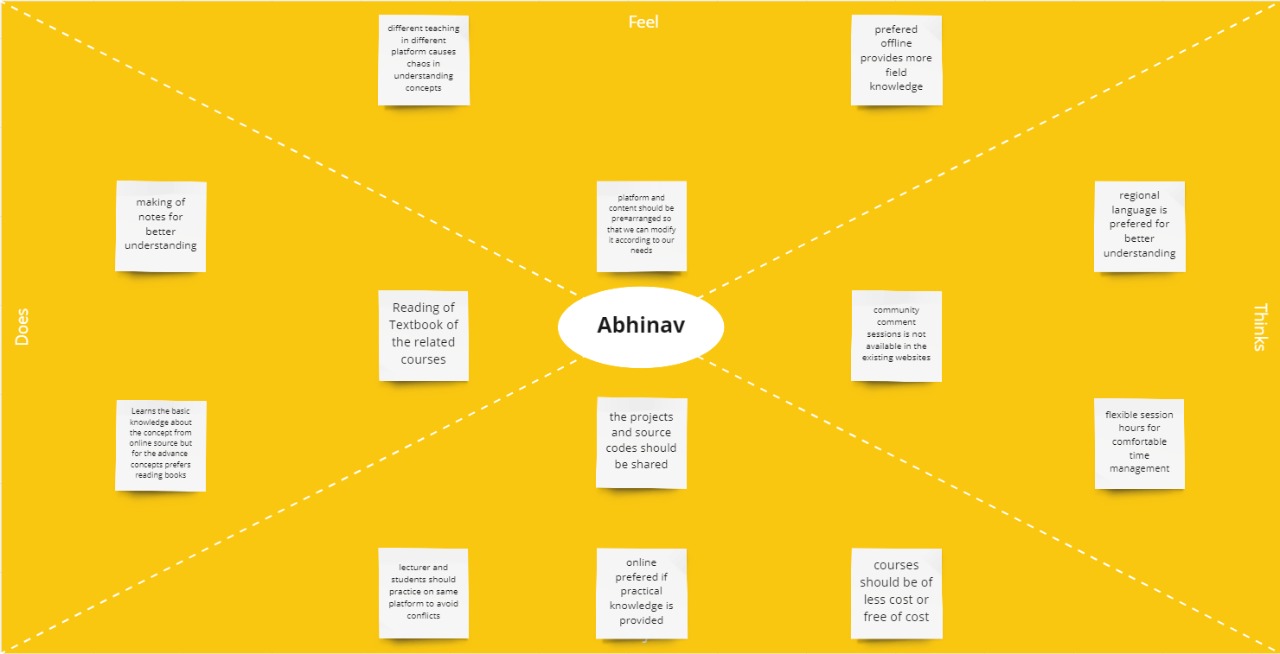 Feel
different teaching
in different
platform causes
chaos in
understanding
concepts
prefered
offline
provides more
field
knowledge
making of
notes for
better
understanding
platform and
content should be
pre=arranged so
that we can modify
it according to our
needs
regional
language is
prefered for
better
understanding
Does
Reading of
Textbook of
the related
courses
Abhinav
community
comment
sessions is not
available in the
existing websites
Thinks
Learns the basic
knowledge about
the concept from
online source but
for the advance
concepts prefers
reading books
the projects
and source
codes should
be shared
flexible session
hours for
comfortable
time
management
lecturer and
students should
practice on same
platform to avoid
conflicts
online
prefered if
practical
knowledge is
provided
courses
should be of
less cost or
free of cost